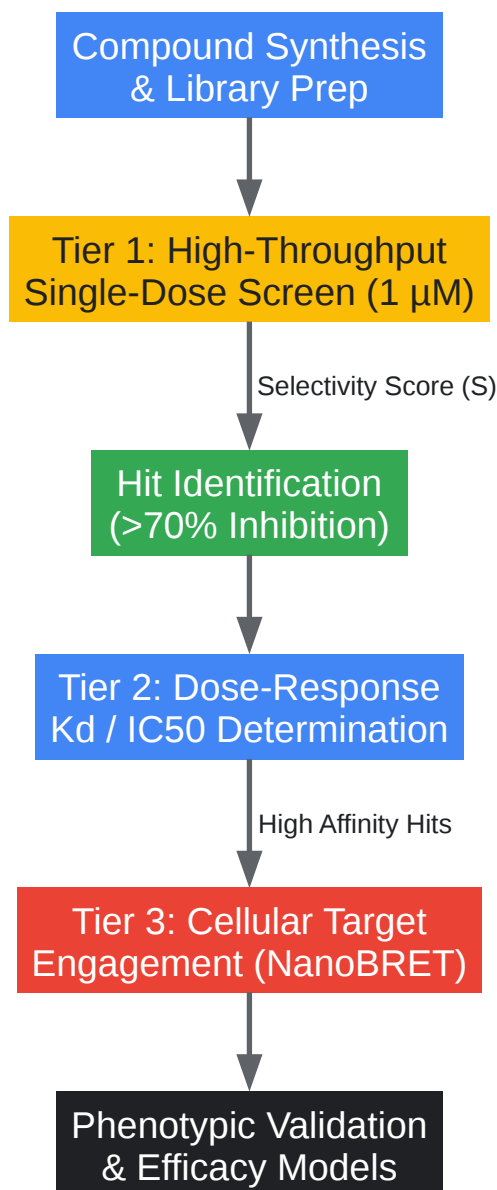 Compound Synthesis
& Library Prep
Tier 1: High-Throughput
Single-Dose Screen (1 µM)
Selectivity Score (S)
Hit Identification
(>70% Inhibition)
Tier 2: Dose-Response
Kd / IC50 Determination
High Affinity Hits
Tier 3: Cellular Target
Engagement (NanoBRET)
Phenotypic Validation
& Efficacy Models